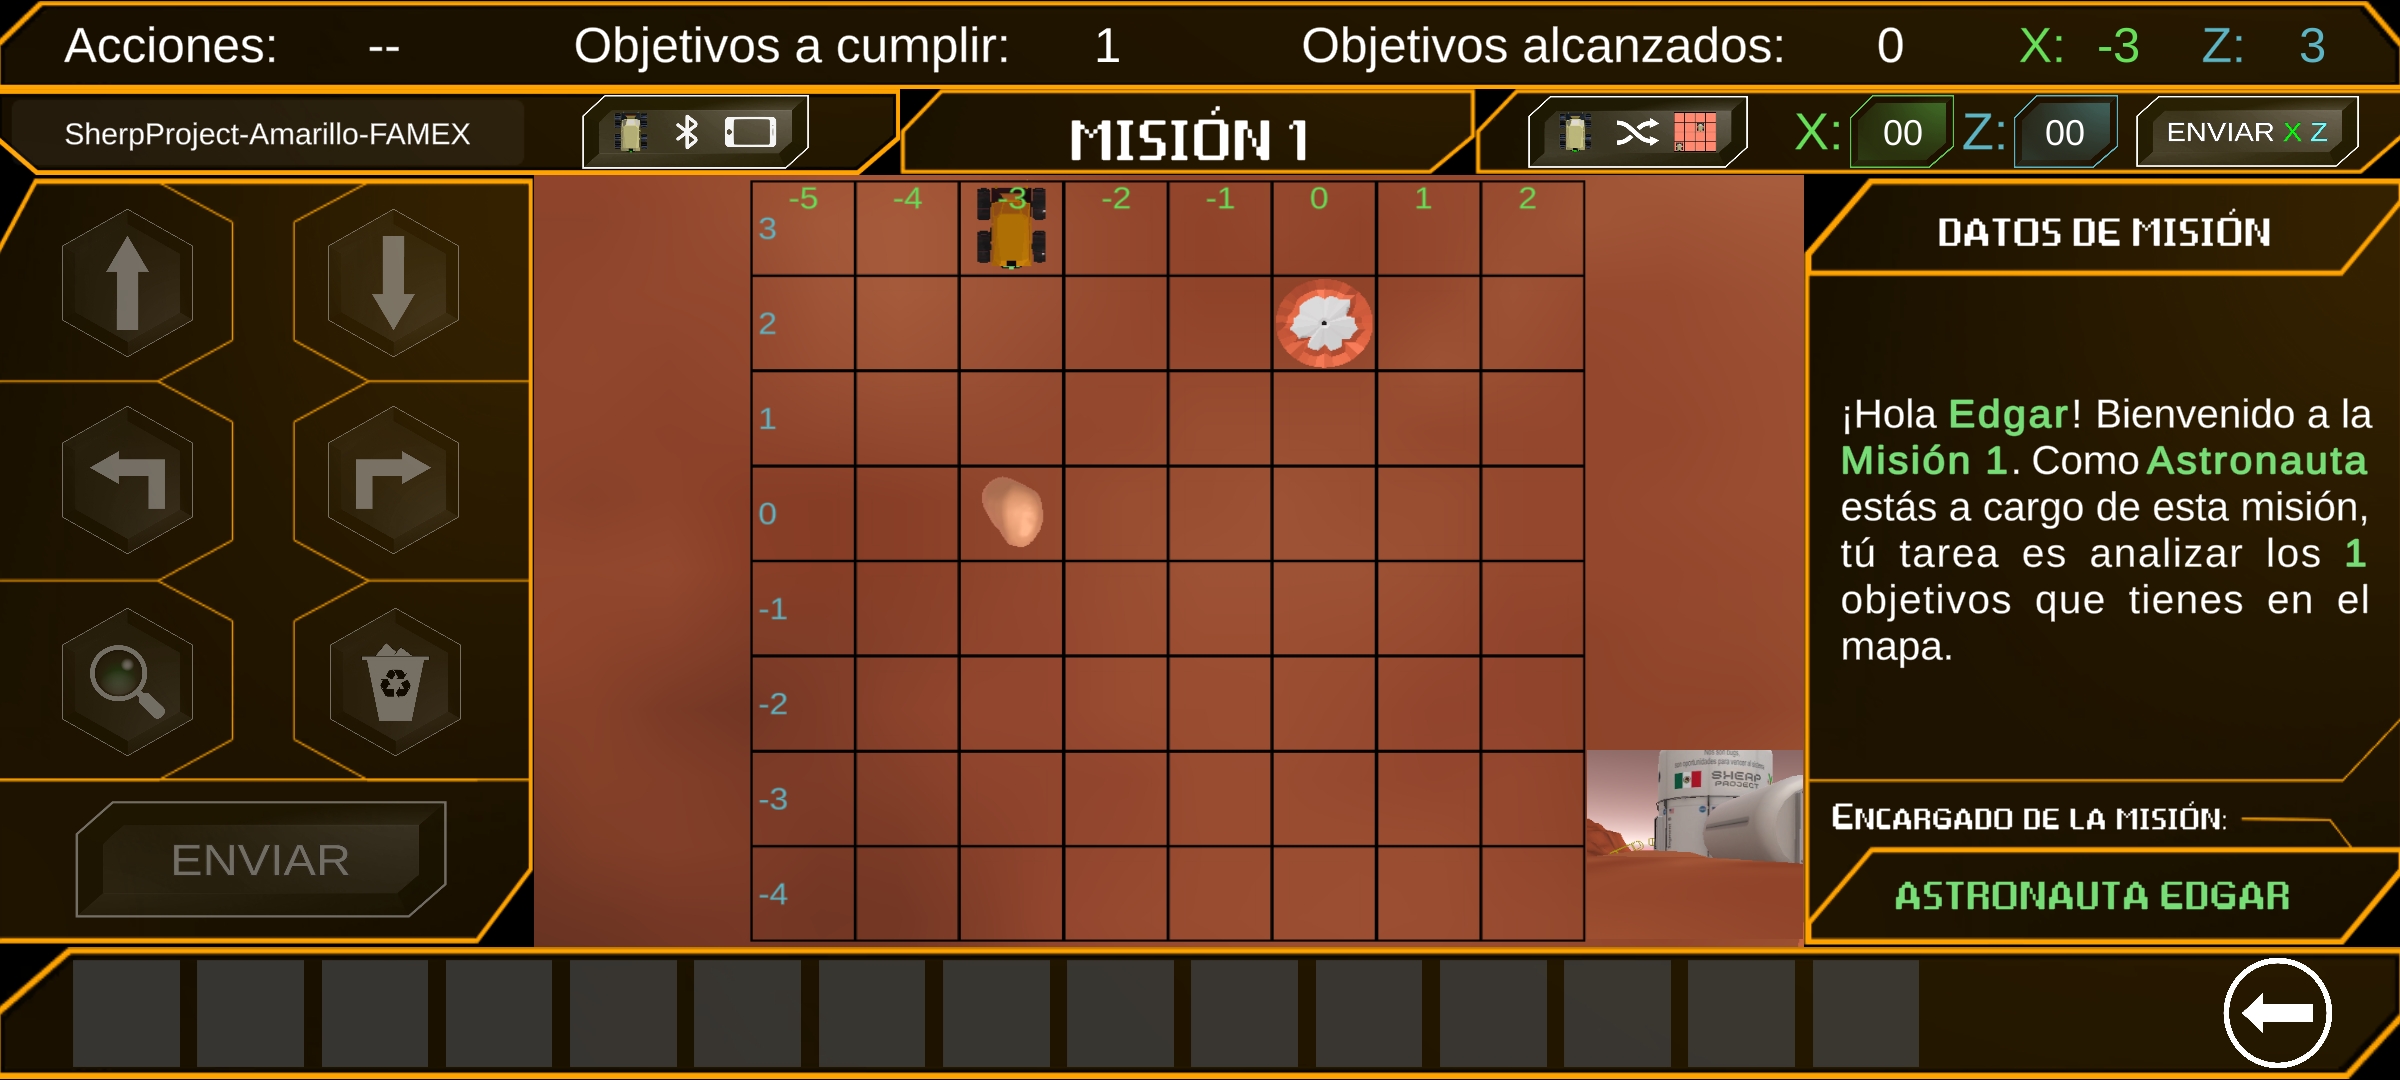 Acciones: -- Objetivos a cumplir: 1 Objetivos alcanzados: 0 X: -3 Z: 3
SherpProject-Amarillo-FAMEX
MISIÓN 1
X: 00 Z: 00 ENVIAR X Z
-5 -4 -3 -2 -1 0 1 2
3
2
1
0
-1
-2
-3
-4
DATOS DE MISIÓN
¡Hola Edgar! Bienvenido a la
Misión 1. Como Astronauta
estás a cargo de esta misión,
tú tarea es analizar los 1
objetivos que tienes en el
mapa.
SHERP
PROJECT
ENCARGADO DE LA MISIÓN:
ASTRONAUTA EDGAR
ENVIAR